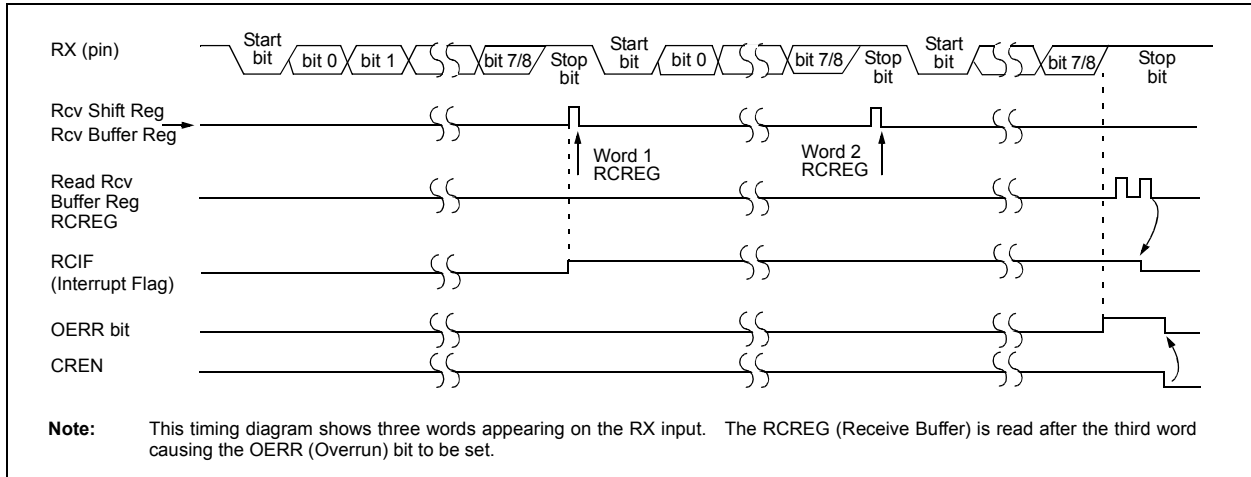 RX (pin)
Start bit
bit 0
bit 1
bit 7/8
Stop bit
Start bit
bit 0
bit 7/8
Stop bit
Start bit
bit 7/8
Stop bit
Rcv Shift Reg
Rcv Buffer Reg
Word 1
RCREG
Word 2
RCREG
Read Rcv
Buffer Reg
RCREG
RCIF
(Interrupt Flag)
OERR bit
CREN
Note: This timing diagram shows three words appearing on the RX input. The RCREG (Receive Buffer) is read after the third word
causing the OERR (Overrun) bit to be set.